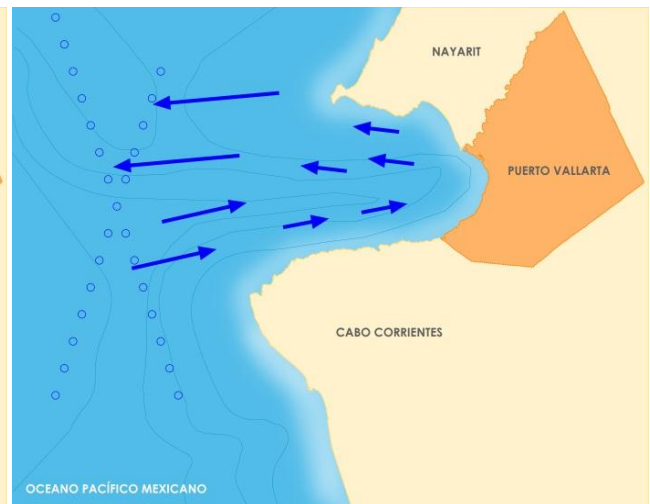 NAYARIT
PUERTO VALLARTA
CABO CORRIENTES
OCEANO PACÍFICO MEXICANO